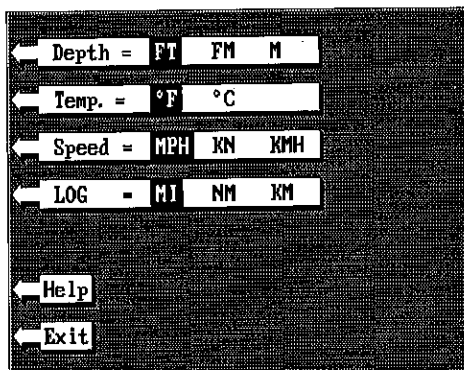 Depth = FT FM M
Temp. = °F °C
Speed = MPH KN KMH
LOG = MI NM KM
Help
Exit